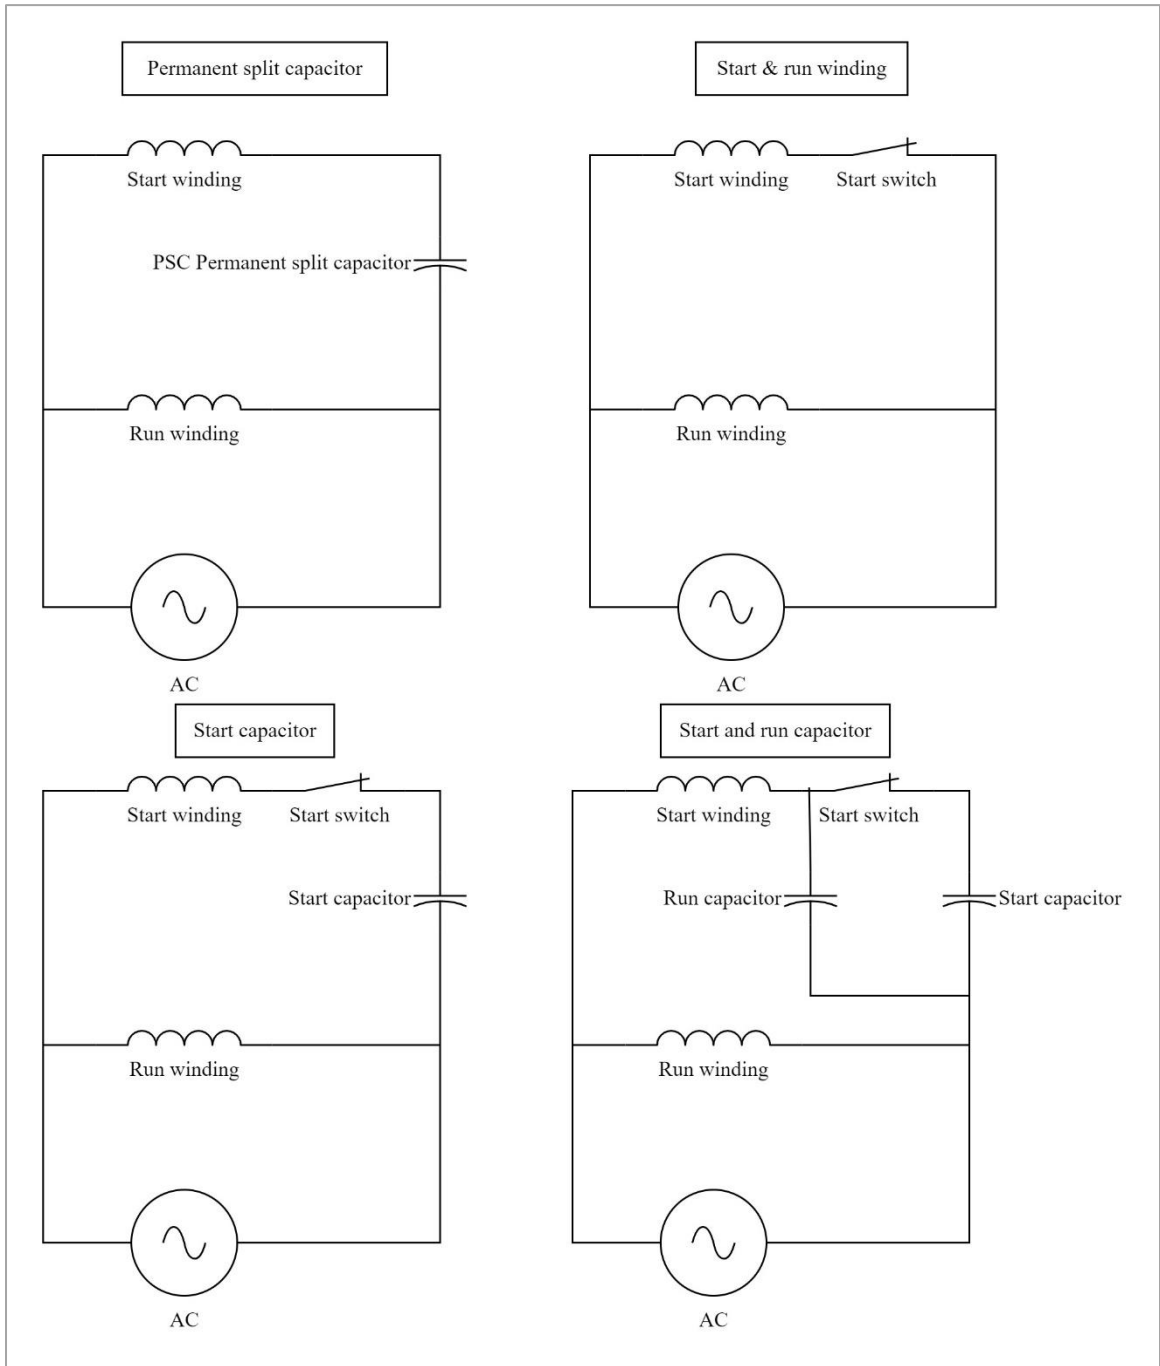 Permanent split capacitor
Start winding
PSC Permanent split capacitor
Run winding
AC
Start & run winding
Start winding
Start switch
Run winding
AC
Start capacitor
Start winding
Start switch
Start capacitor
Run winding
AC
Start and run capacitor
Start winding
Start switch
Run capacitor
Start capacitor
Run winding
AC